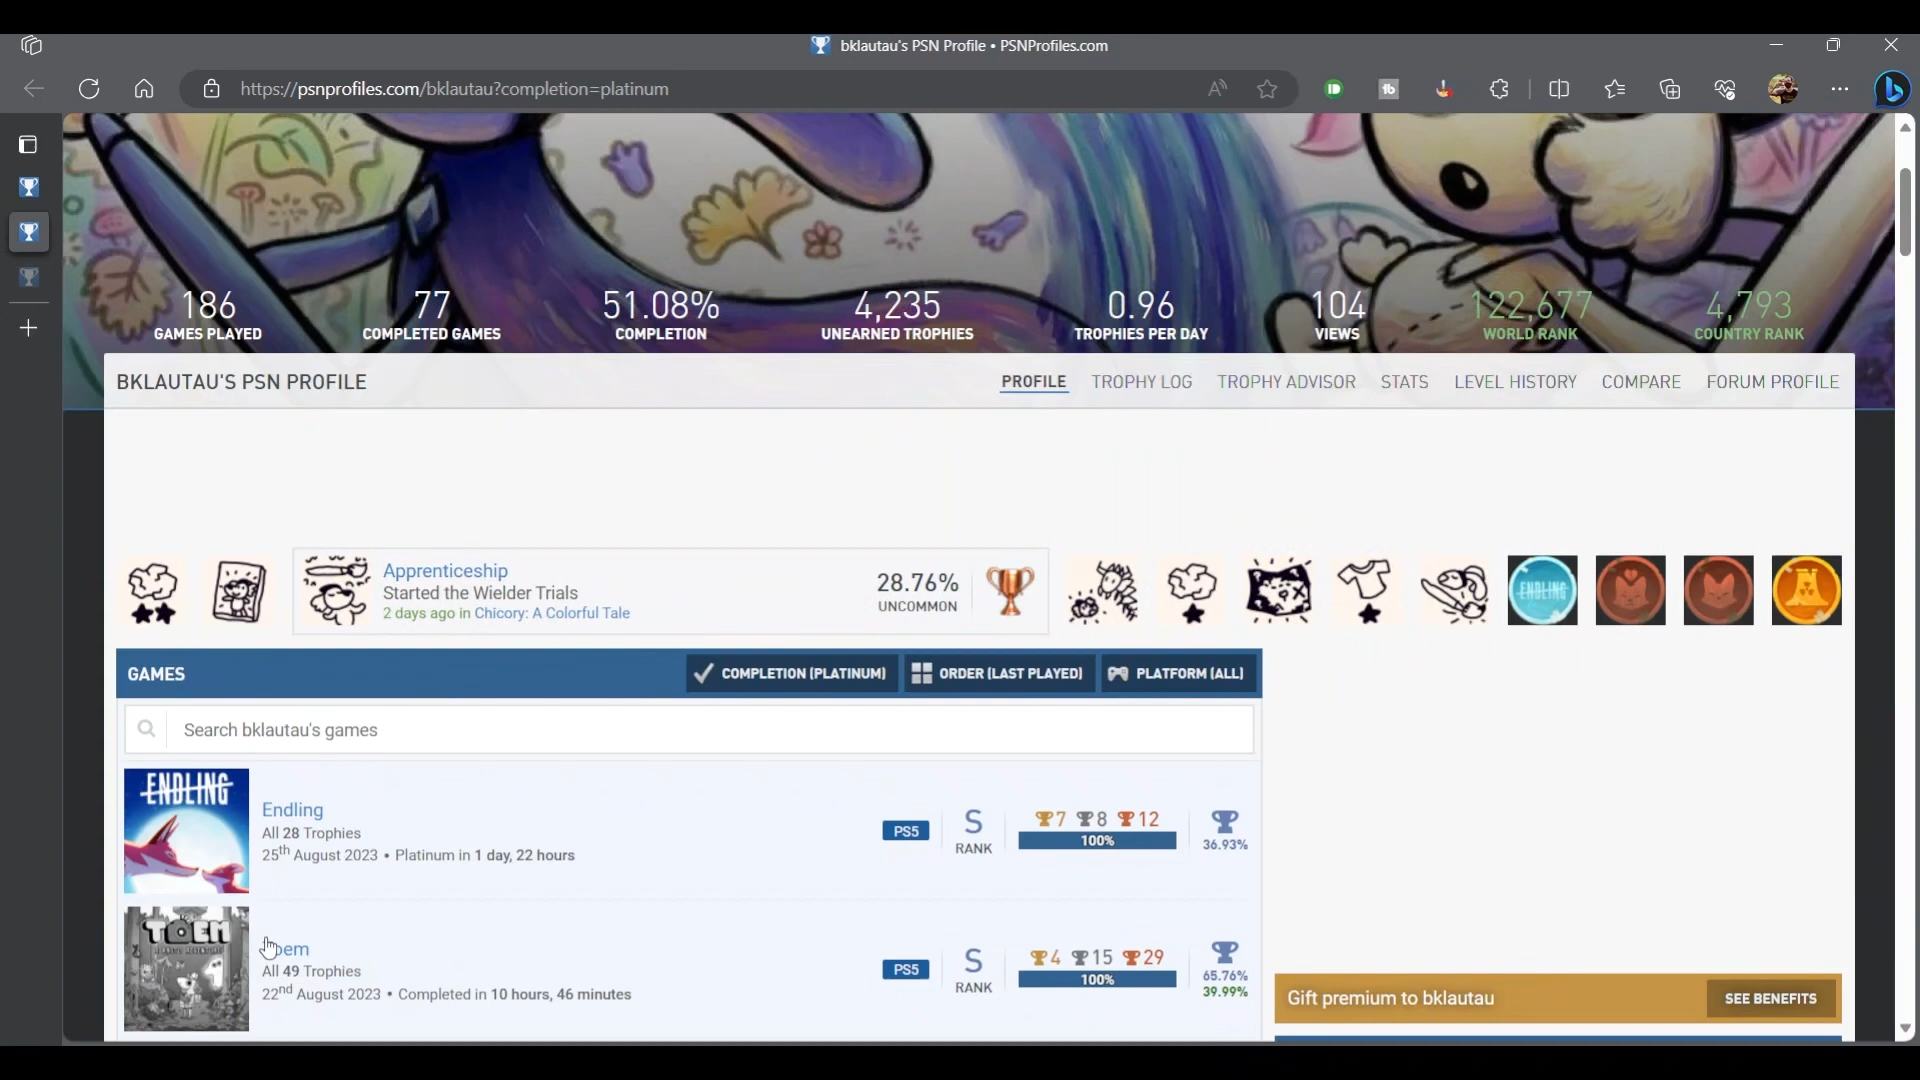 bklautau's PSN Profile • PSNProfiles.com
https://psnprofiles.com/bklautau?completion=platinum
186 77 51.08% 4,235 0.96 104 122,677 4,793
GAMES PLAYED COMPLETED GAMES COMPLETION UNEARNED TROPHIES TROPHIES PER DAY VIEWS WORLD RANK COUNTRY RANK
BKLAUTAU'S PSN PROFILE PROFILE TROPHY LOG TROPHY ADVISOR STATS LEVEL HISTORY COMPARE FORUM PROFILE
Apprenticeship
Started the Wielder Trials
2 days ago in Chicory: A Colorful Tale
28.76%
UNCOMMON
ENDLING
GAMES COMPLETION (PLATINUM) ORDER (LAST PLAYED) PLATFORM (ALL)
Search bklautau's games
ENDLING
Endling
All 28 Trophies
25th August 2023 • Platinum in 1 day, 22 hours
PS5 S RANK 7 8 12
100% 36.93%
TOEM
oem
All 49 Trophies
22nd August 2023 • Completed in 10 hours, 46 minutes
PS5 S RANK 4 15 29
100% 65.76%
39.99%
Gift premium to bklautau SEE BENEFITS